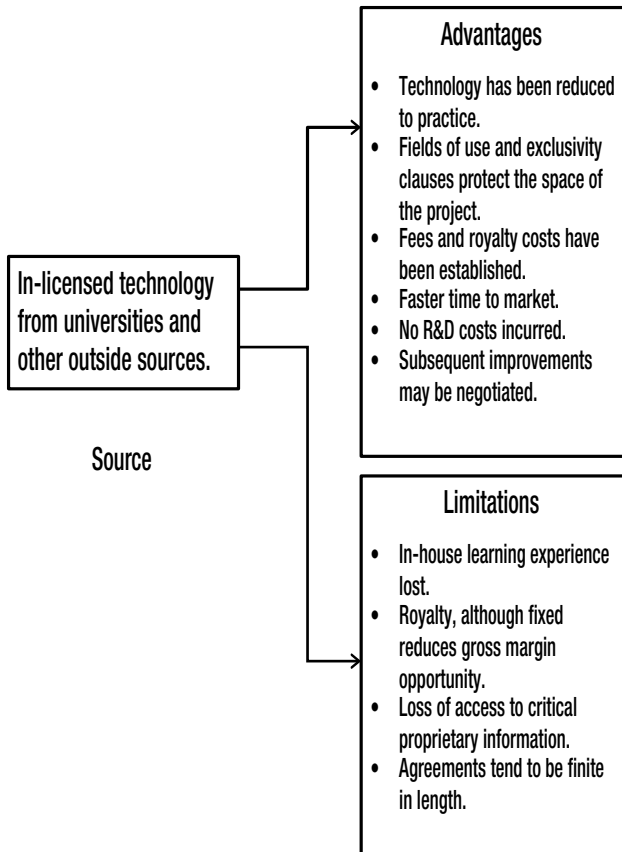 In-licensed technology
from universities and
other outside sources.
Source
Advantages
• Technology has been reduced
to practice.
• Fields of use and exclusivity
clauses protect the space of
the project.
• Fees and royalty costs have
been established.
• Faster time to market.
• No R&D costs incurred.
• Subsequent improvements
may be negotiated.
Limitations
• In-house learning experience
lost.
• Royalty, although fixed
reduces gross margin
opportunity.
• Loss of access to critical
proprietary information.
• Agreements tend to be finite
in length.